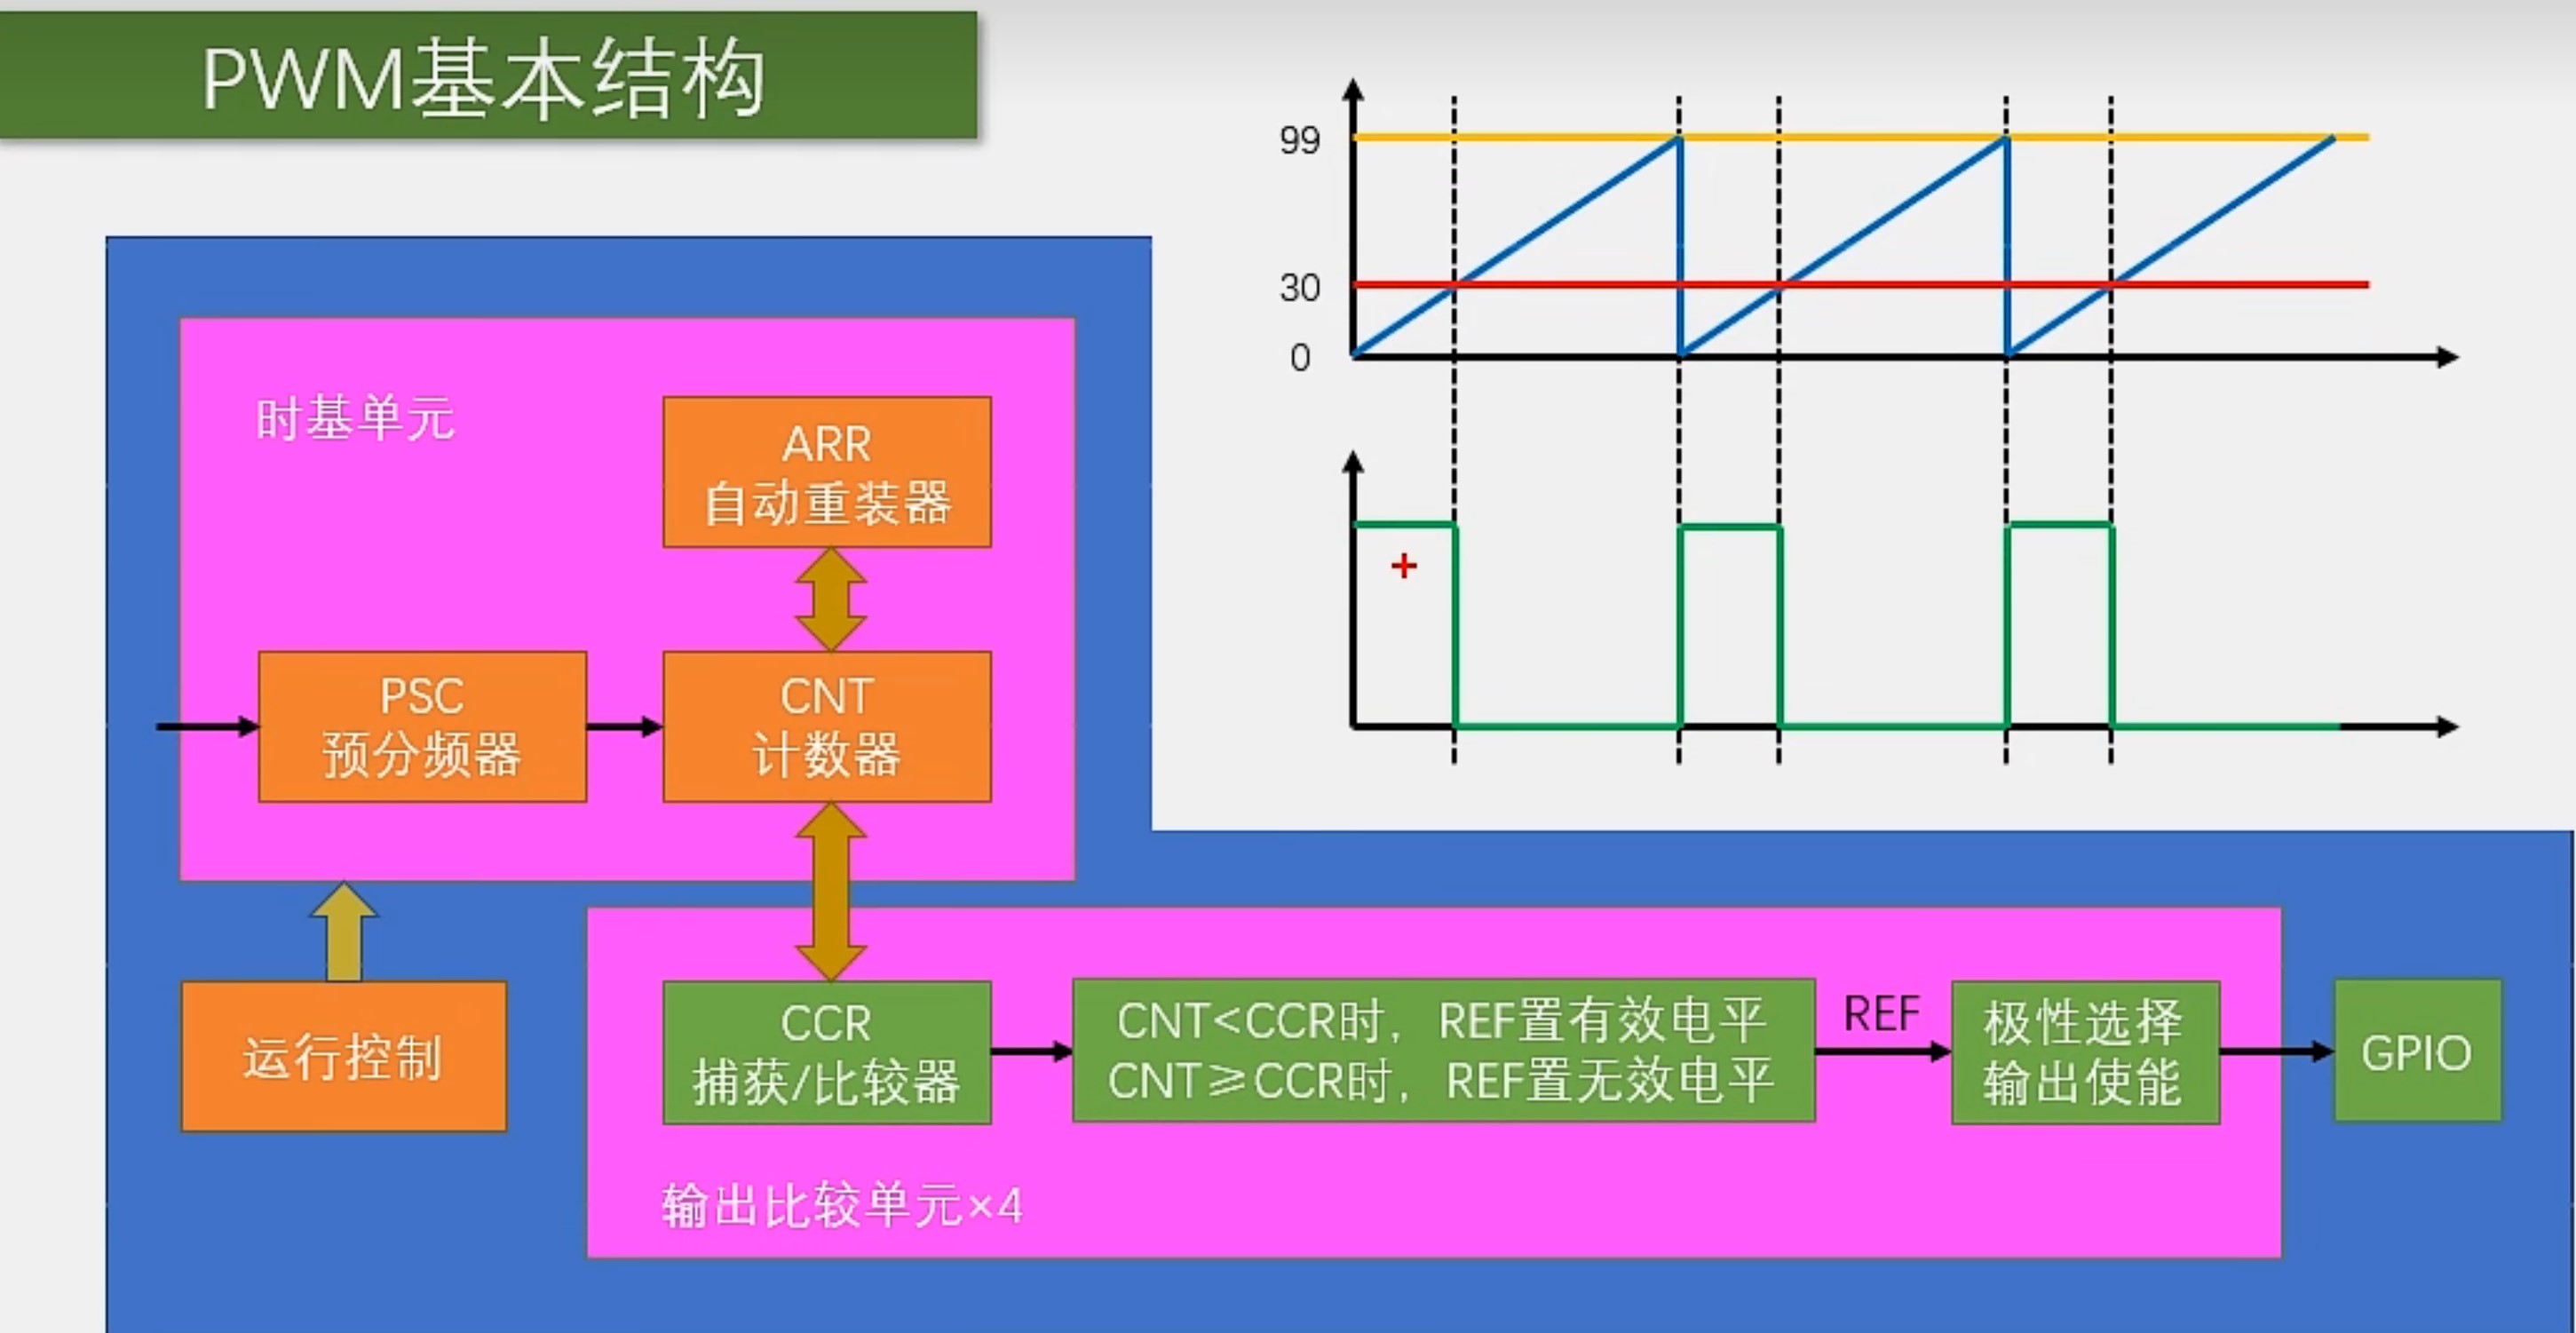 PWM基本结构
99
30
0
+
时基单元
ARR
自动重装器
PSC
预分频器
CNT
计数器
运行控制
CCR
捕获/比较器
CNT<CCR时，REF置有效电平
CNT≥CCR时，REF置无效电平
REF
极性选择
输出使能
GPIO
输出比较单元×4